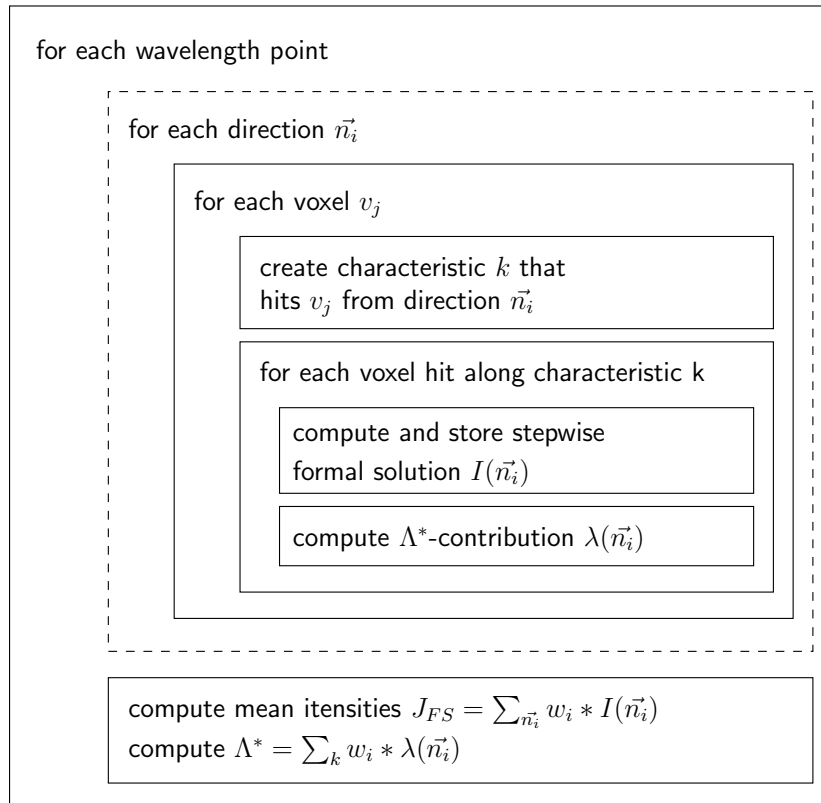 for each wavelength point
for each direction $\vec{n_i}$
for each voxel $v_j$
create characteristic $k$ that
hits $v_j$ from direction $\vec{n_i}$
for each voxel hit along characteristic k
compute and store stepwise
formal solution $I(\vec{n_i})$
compute $\Lambda^*$-contribution $\lambda(\vec{n_i})$
compute mean itensities $J_{FS} = \sum_{\vec{n_i}} w_i * I(\vec{n_i})$
compute $\Lambda^* = \sum_k w_i * \lambda(\vec{n_i})$